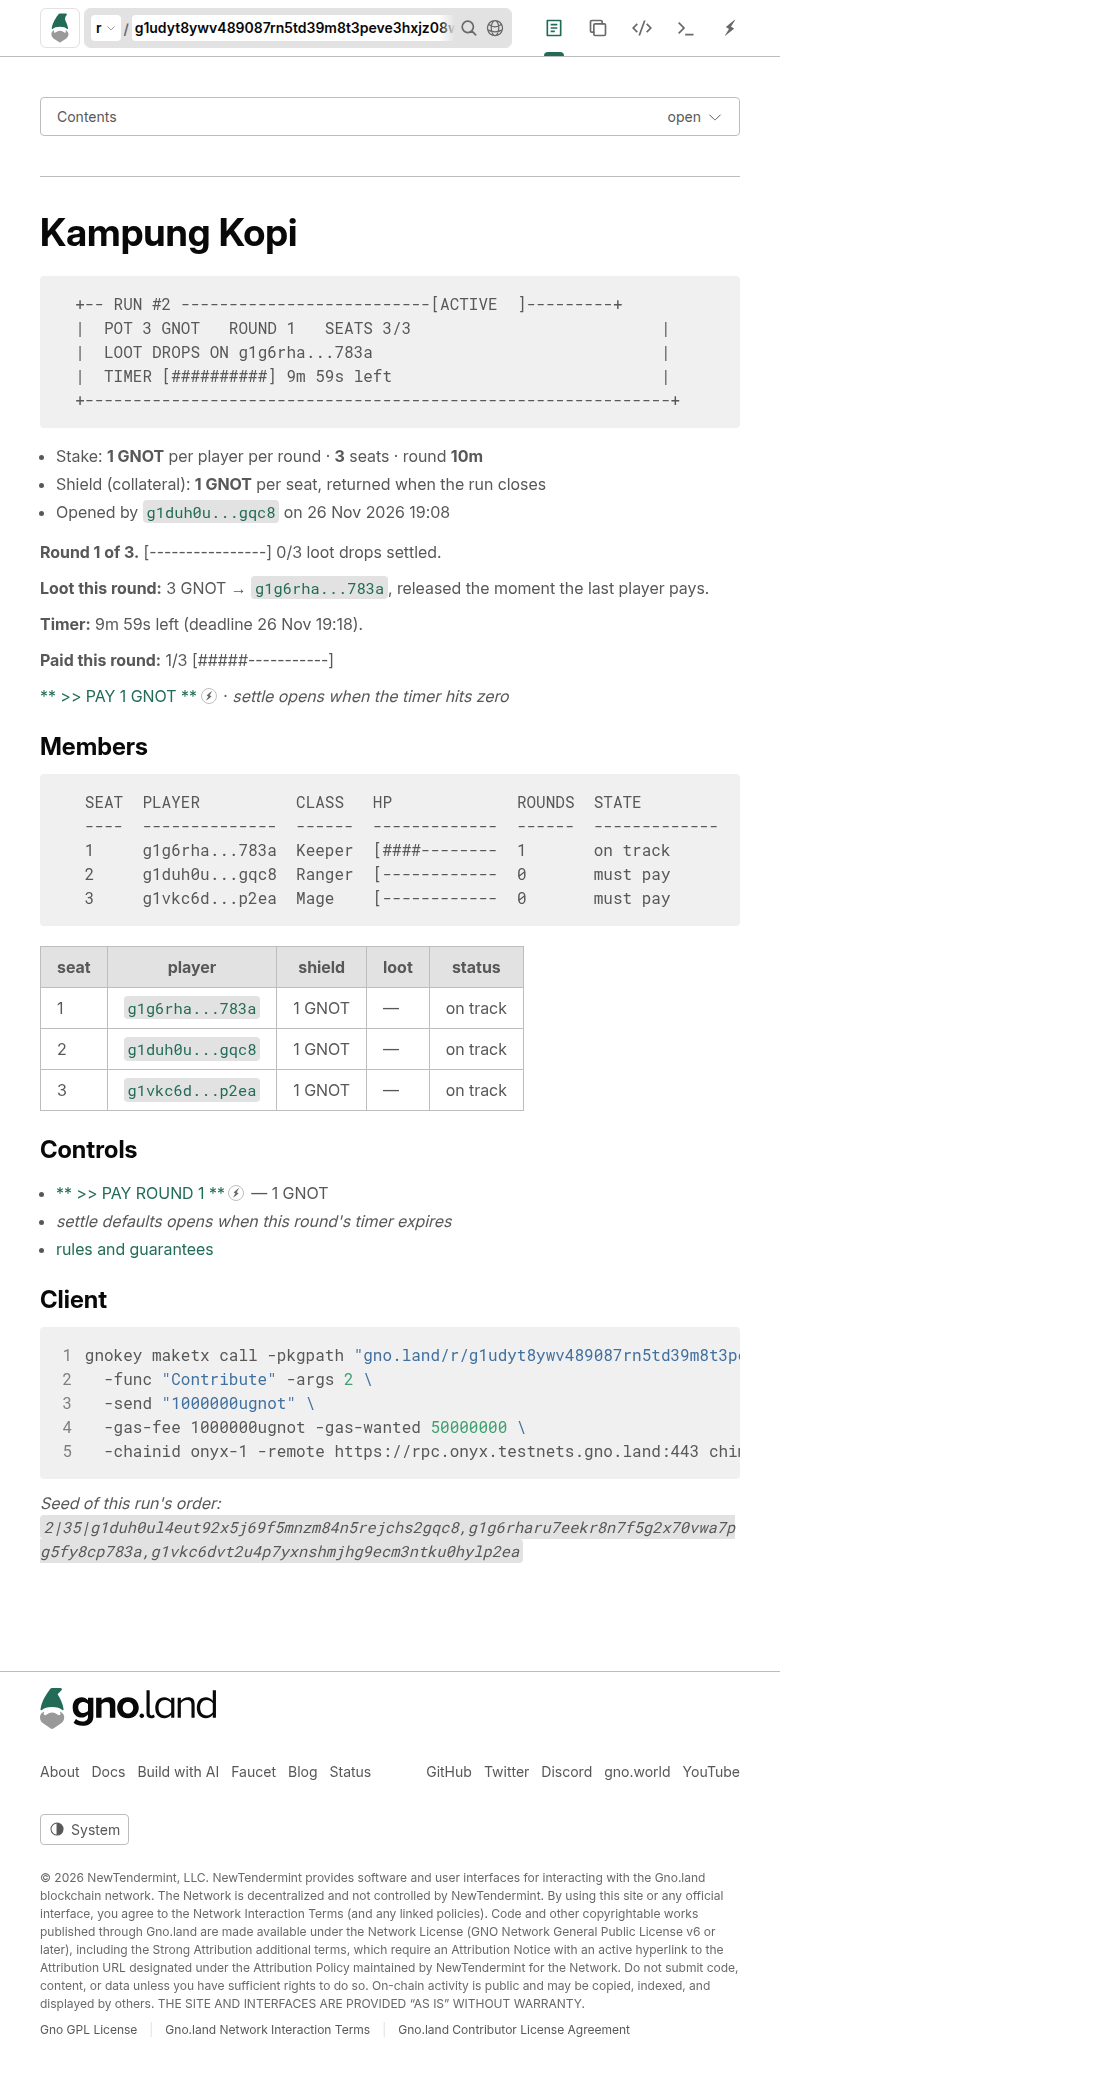 r / g1udyt8ywv489087rn5td39m8t3peve3hxjz08
Contents open
Kampung Kopi
+-- RUN #2 --------------------------[ACTIVE  ]---------+
|  POT 3 GNOT   ROUND 1   SEATS 3/3                          |
|  LOOT DROPS ON g1g6rha...783a                              |
|  TIMER [##########] 9m 59s left                            |
+-------------------------------------------------------------+
• Stake: 1 GNOT per player per round · 3 seats · round 10m
• Shield (collateral): 1 GNOT per seat, returned when the run closes
• Opened by g1duh0u...gqc8 on 26 Nov 2026 19:08
Round 1 of 3. [----------------] 0/3 loot drops settled.
Loot this round: 3 GNOT → g1g6rha...783a, released the moment the last player pays.
Timer: 9m 59s left (deadline 26 Nov 19:18).
Paid this round: 1/3 [#####-----------]
** >> PAY 1 GNOT ** · settle opens when the timer hits zero
Members
SEAT  PLAYER          CLASS   HP             ROUNDS  STATE
----  --------------  ------  -------------  ------  -------------
1     g1g6rha...783a  Keeper  [####--------  1       on track
2     g1duh0u...gqc8  Ranger  [------------  0       must pay
3     g1vkc6d...p2ea  Mage    [------------  0       must pay
seat player shield loot status
1 g1g6rha...783a 1 GNOT — on track
2 g1duh0u...gqc8 1 GNOT — on track
3 g1vkc6d...p2ea 1 GNOT — on track
Controls
• ** >> PAY ROUND 1 ** — 1 GNOT
• settle defaults opens when this round's timer expires
• rules and guarantees
Client
1 gnokey maketx call -pkgpath "gno.land/r/g1udyt8ywv489087rn5td39m8t3p
2   -func "Contribute" -args 2 \
3   -send "1000000ugnot" \
4   -gas-fee 1000000ugnot -gas-wanted 50000000 \
5   -chainid onyx-1 -remote https://rpc.onyx.testnets.gno.land:443
Seed of this run's order:
2|35|g1duh0ul4eut92x5j69f5mnzm84n5rejchs2gqc8,g1g6rharu7eekr8n7f5g2x70vwa7p
g5fy8cp783a,g1vkc6dvt2u4p7yxnshmjhg9ecm3ntku0hylp2ea
gno.land
About Docs Build with AI Faucet Blog Status GitHub Twitter Discord gno.world YouTube
System
© 2026 NewTendermint, LLC. NewTendermint provides software and user interfaces for interacting with the Gno.land
blockchain network. The Network is decentralized and not controlled by NewTendermint. By using this site or any official
interface, you agree to the Network Interaction Terms (and any linked policies). Code and other copyrightable works
published through Gno.land are made available under the Network License (GNO Network General Public License v6 or
later), including the Strong Attribution additional terms, which require an Attribution Notice with an active hyperlink to the
Attribution URL designated under the Attribution Policy maintained by NewTendermint for the Network. Do not submit code,
content, or data unless you have sufficient rights to do so. On-chain activity is public and may be copied, indexed, and
displayed by others. THE SITE AND INTERFACES ARE PROVIDED “AS IS” WITHOUT WARRANTY.
Gno GPL License | Gno.land Network Interaction Terms | Gno.land Contributor License Agreement